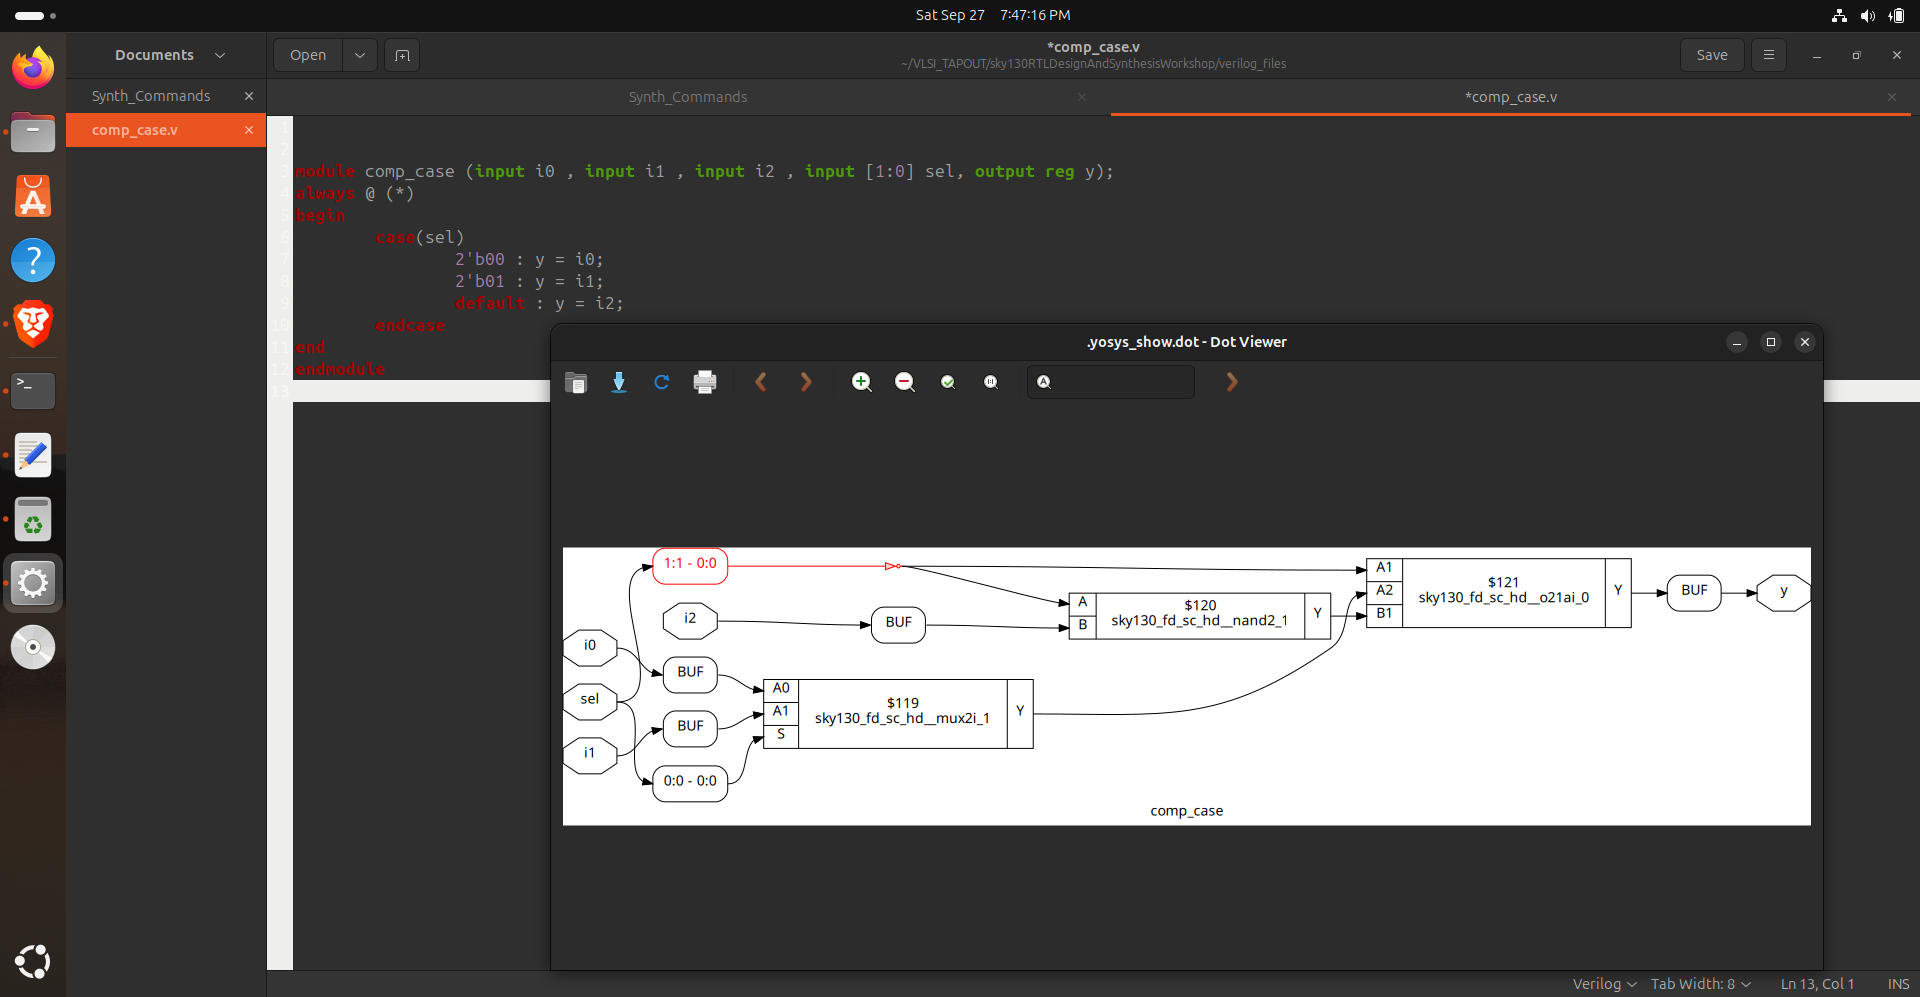 Sat Sep 27 7:47:16 PM
Documents
Open
*comp_case.v
~/VLSI_TAPOUT/sky130RTLDesignAndSynthesisWorkshop/verilog_files
Save
Synth_Commands
comp_case.v
Synth_Commands
*comp_case.v
1
2
3 module comp_case (input i0 , input i1 , input i2 , input [1:0] sel, output reg y);
4 always @ (*)
5 begin
6 case(sel)
7 2'b00 : y = i0;
8 2'b01 : y = i1;
9 default : y = i2;
10 endcase
11 end
12 endmodule
13
.yosys_show.dot - Dot Viewer
1:1 - 0:0
i2
BUF
i0
BUF
sel
BUF
i1
0:0 - 0:0
A0
A1
S
$119
sky130_fd_sc_hd__mux2i_1
Y
A
B
$120
sky130_fd_sc_hd__nand2_1
Y
A1
A2
B1
$121
sky130_fd_sc_hd__o21ai_0
Y
BUF
y
comp_case
Verilog Tab Width: 8 Ln 13, Col 1 INS